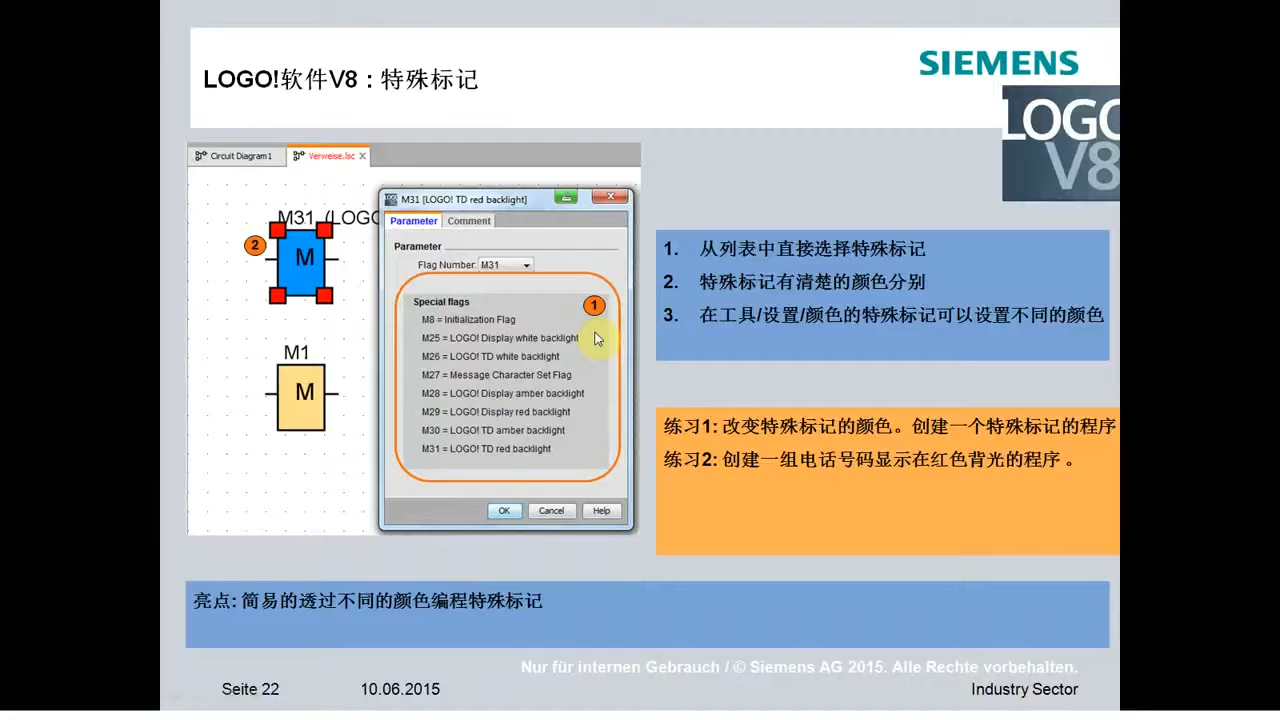 LOGO!软件V8 : 特殊标记
SIEMENS
LOGO
V8
Circuit Diagram1
Verweise.lsc
M31 (LOGO
M
2
M1
M
M31 [LOGO! TD red backlight]
Parameter
Comment
Parameter
Flag Number: M31
Special flags
1
M8 = Initialization Flag
M25 = LOGO! Display white backlight
M26 = LOGO! TD white backlight
M27 = Message Character Set Flag
M28 = LOGO! Display amber backlight
M29 = LOGO! Display red backlight
M30 = LOGO! TD amber backlight
M31 = LOGO! TD red backlight
OK
Cancel
Help
1. 从列表中直接选择特殊标记
2. 特殊标记有清楚的颜色分别
3. 在工具/设置/颜色的特殊标记可以设置不同的颜色
练习1: 改变特殊标记的颜色。创建一个特殊标记的程序
练习2: 创建一组电话号码显示在红色背光的程序 。
亮点: 简易的透过不同的颜色编程特殊标记
Nur für internen Gebrauch / © Siemens AG 2015. Alle Rechte vorbehalten.
Seite 22
10.06.2015
Industry Sector